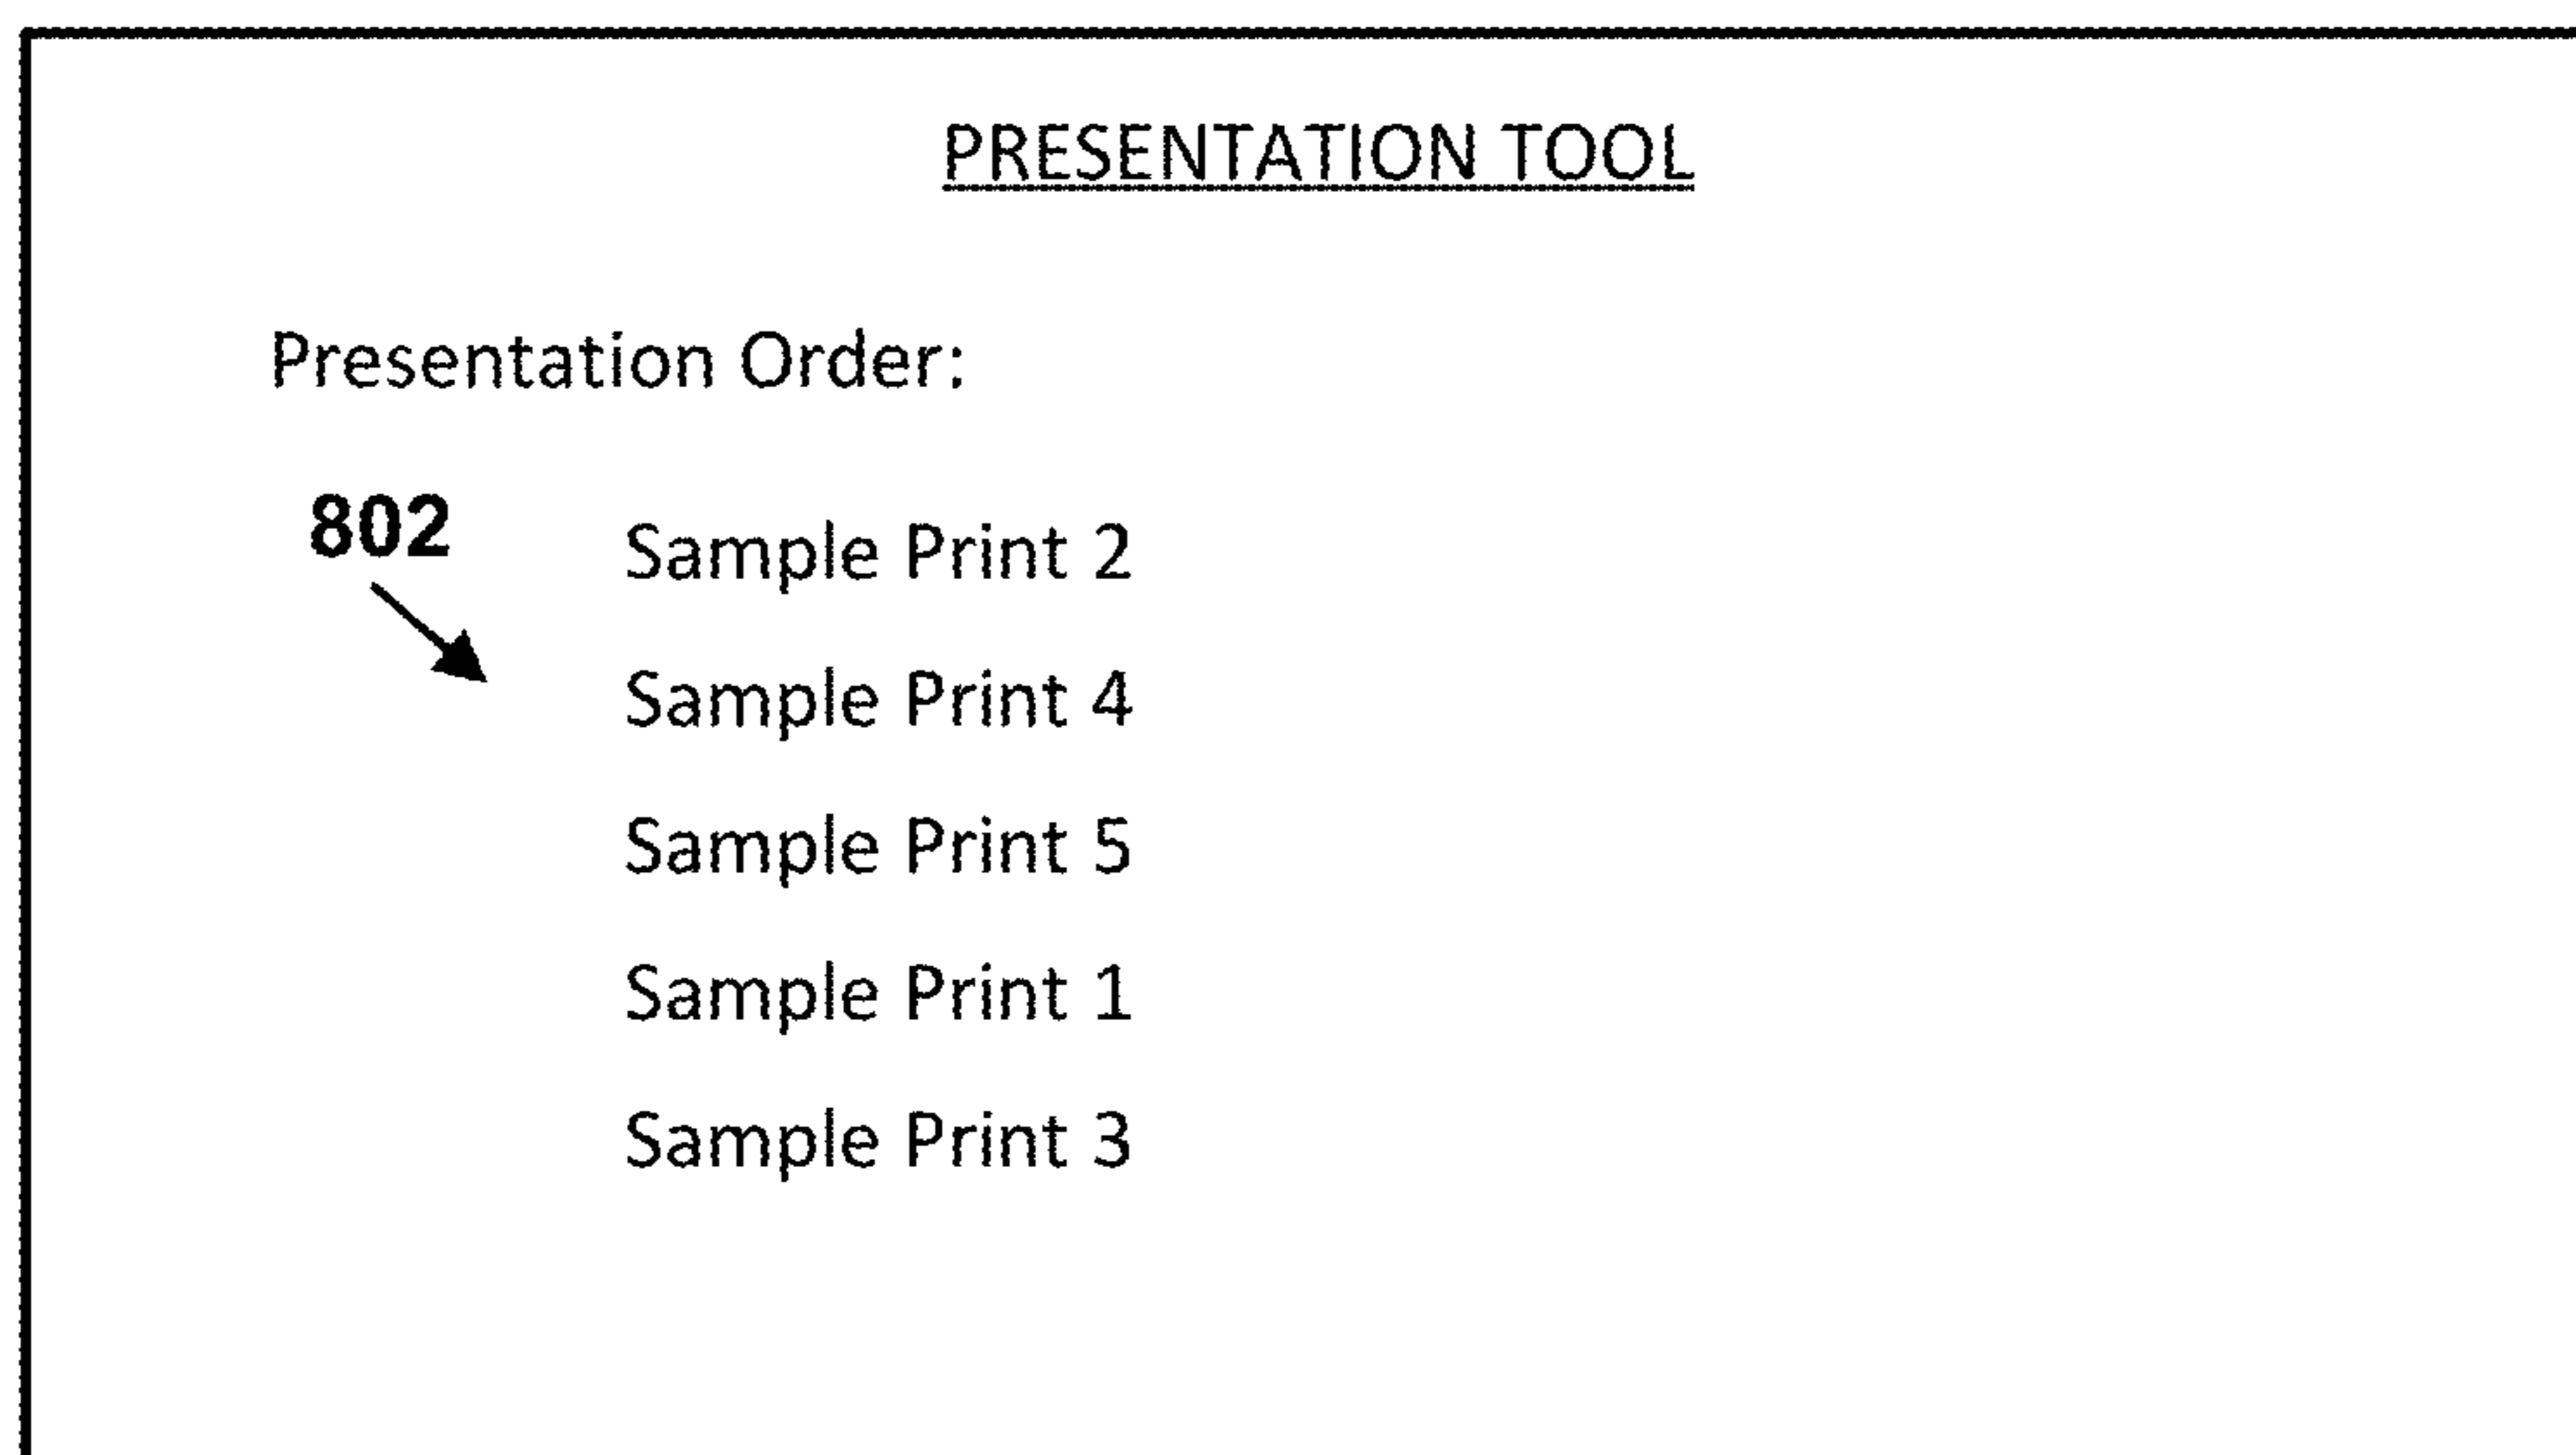 PRESENTATION TOOL
Presentation Order:
802
Sample Print 2
Sample Print 4
Sample Print 5
Sample Print 1
Sample Print 3